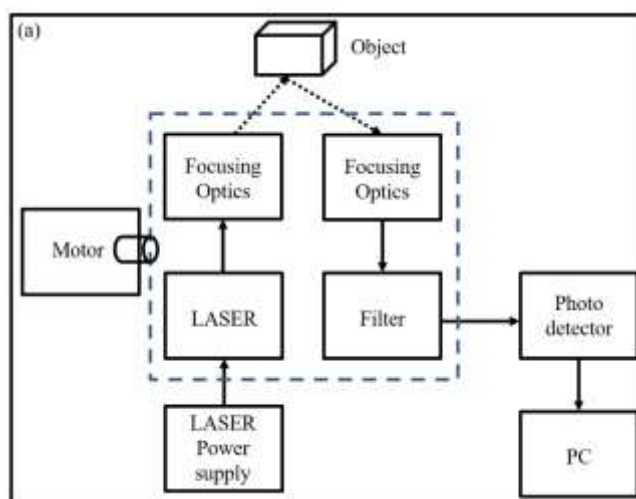 (a)
Object
Focusing
Optics
Focusing
Optics
Motor
LASER
Filter
Photo
detector
LASER
Power
supply
PC